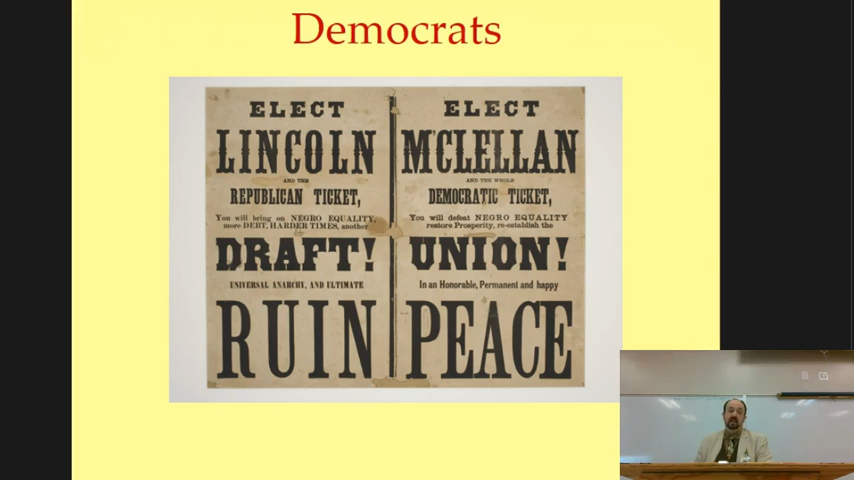 Democrats
ELECT
LINCOLN
AND THE
REPUBLICAN TICKET,
You will bring on NEGRO EQUALITY,
more DEBT, HARDER TIMES, another
DRAFT!
UNIVERSAL ANARCHY, AND ULTIMATE
RUIN
ELECT
M'CLELLAN
AND THE WHOLE
DEMOCRATIC TICKET,
You will defeat NEGRO EQUALITY
restore Prosperity, re-establish the
UNION!
In an Honorable, Permanent and happy
PEACE